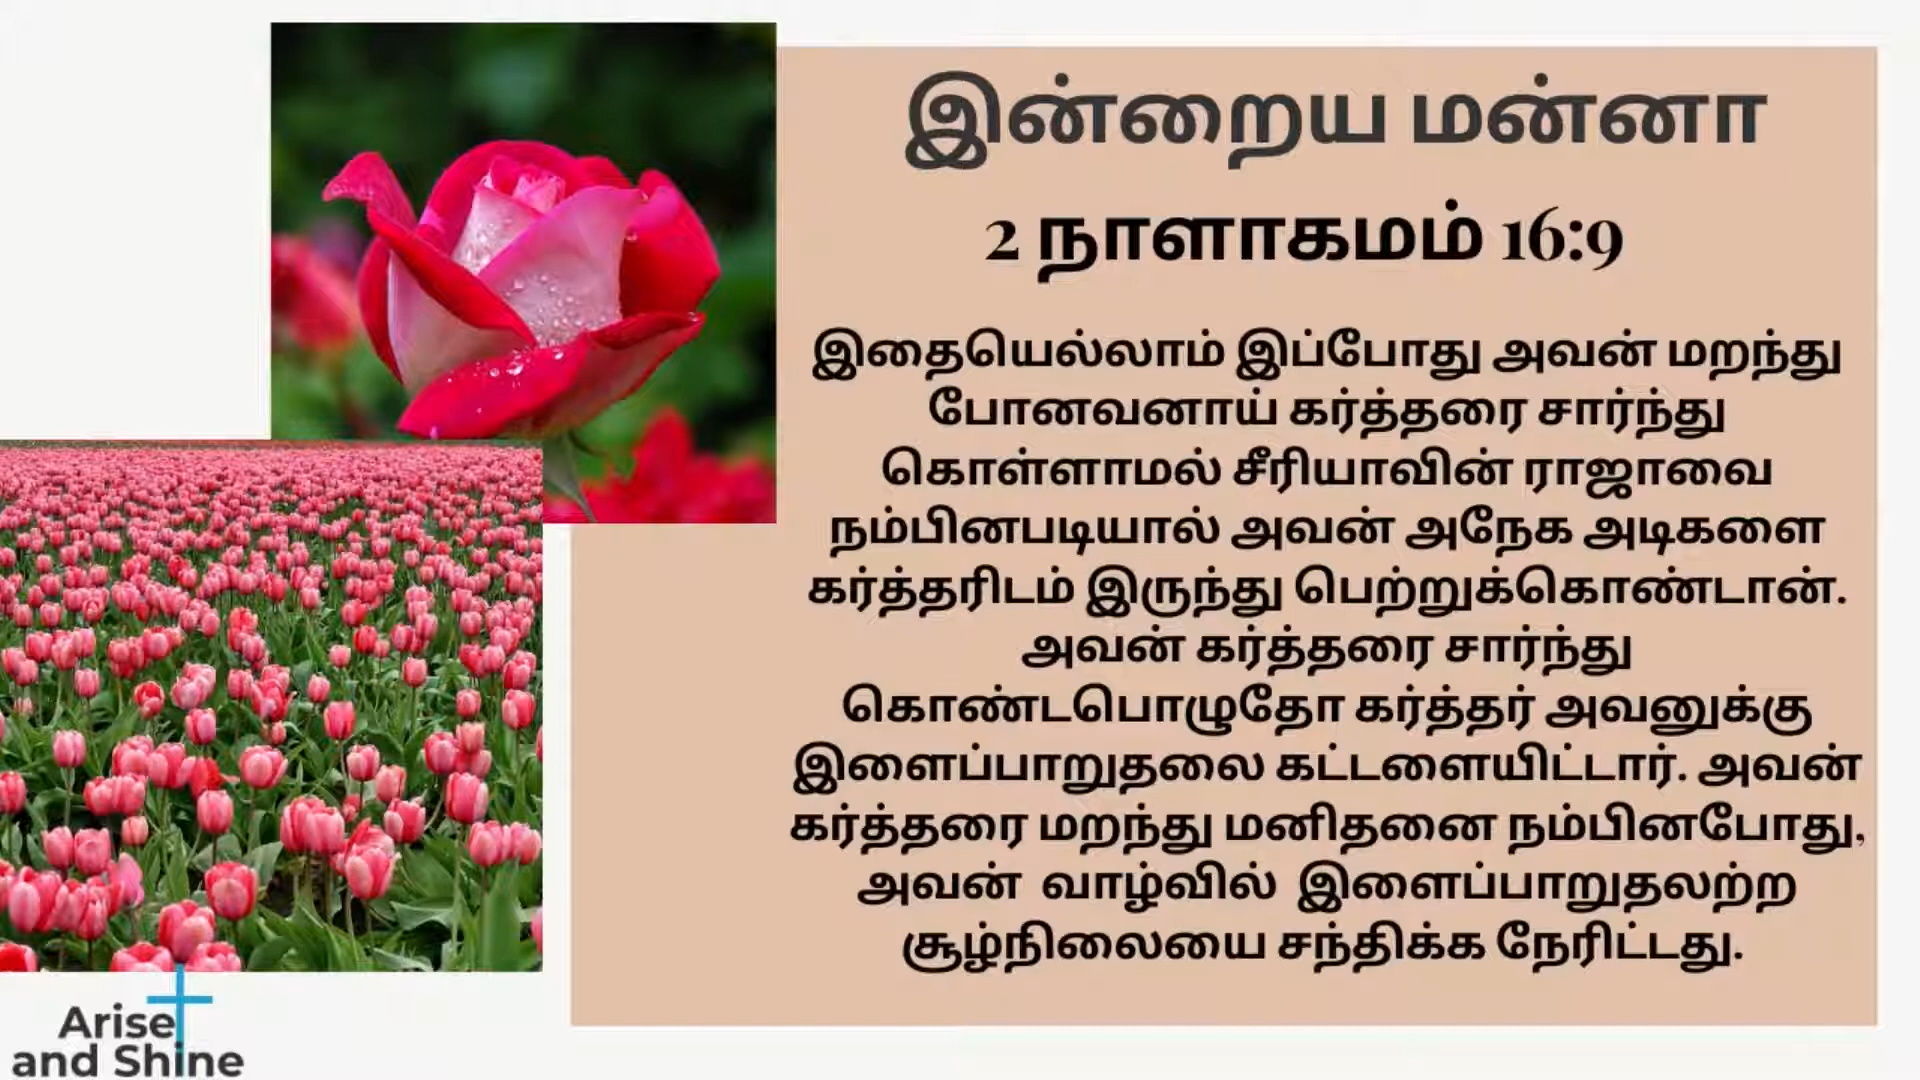 இன்றைய மன்னா
2 நாளாகமம் 16:9
இதையெல்லாம் இப்போது அவன் மறந்து
போனவனாய் கர்த்தரை சார்ந்து
கொள்ளாமல் சீரியாவின் ராஜாவை
நம்பினபடியால் அவன் அநேக அடிகளை
கர்த்தரிடம் இருந்து பெற்றுக்கொண்டான்.
அவன் கர்த்தரை சார்ந்து
கொண்டபொழுதோ கர்த்தர் அவனுக்கு
இளைப்பாறுதலை கட்டளையிட்டார். அவன்
கர்த்தரை மறந்து மனிதனை நம்பினபோது,
அவன் வாழ்வில் இளைப்பாறுதலற்ற
சூழ்நிலையை சந்திக்க நேரிட்டது.
Arise
and Shine